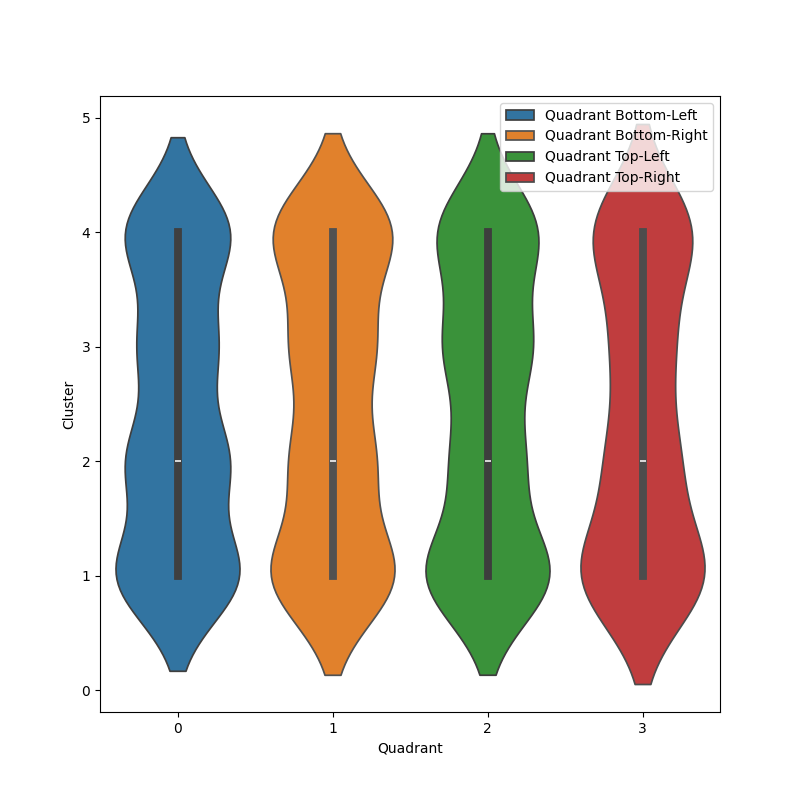 Quadrant Bottom-Left
Quadrant Bottom-Right
Quadrant Top-Left
Quadrant Top-Right
5
4
3
2
1
0
Cluster
0 1 2 3
Quadrant